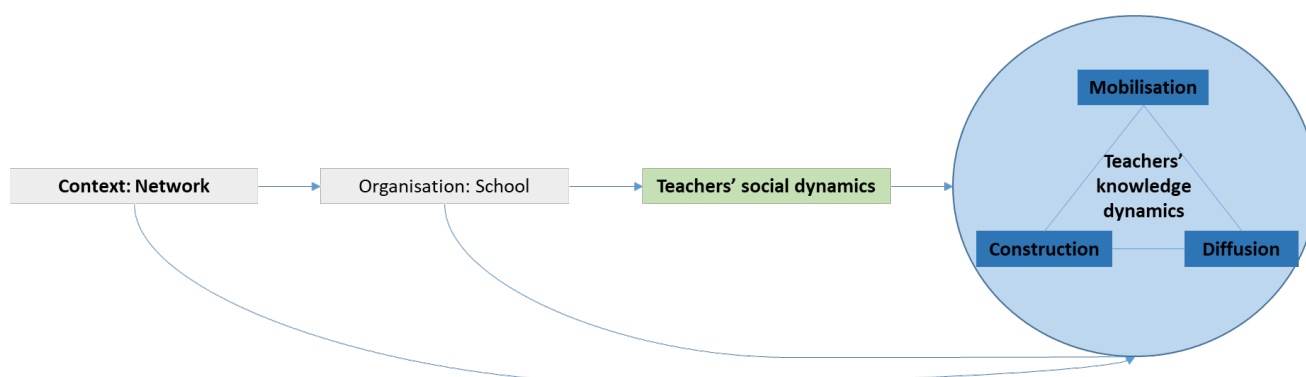 Context: Network
Organisation: School
Teachers' social dynamics
Mobilisation
Teachers'
knowledge
dynamics
Construction
Diffusion